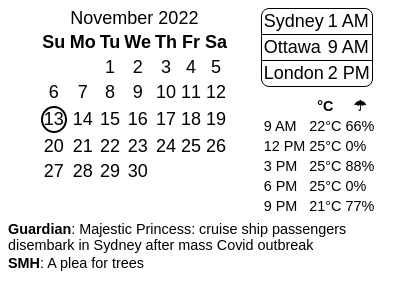 November 2022
Su Mo Tu We Th Fr Sa
1 2 3 4 5
6 7 8 9 10 11 12
13 14 15 16 17 18 19
20 21 22 23 24 25 26
27 28 29 30
Sydney 1 AM
Ottawa 9 AM
London 2 PM
°C ☂
9 AM 22°C 66%
12 PM 25°C 0%
3 PM 25°C 88%
6 PM 25°C 0%
9 PM 21°C 77%
Guardian: Majestic Princess: cruise ship passengers
disembark in Sydney after mass Covid outbreak
SMH: A plea for trees